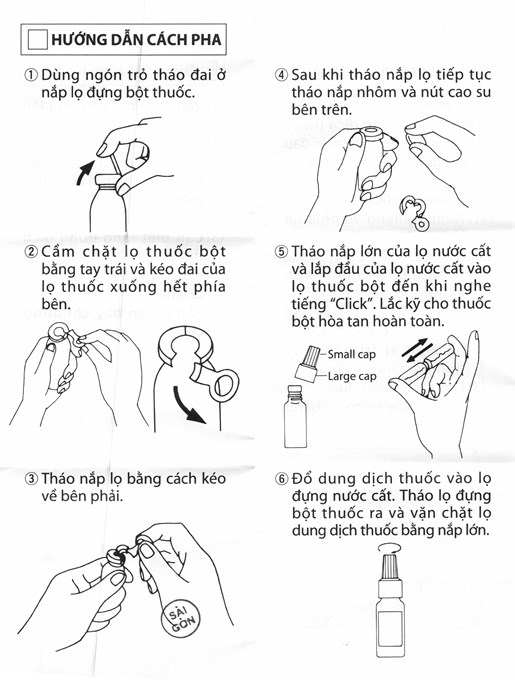 HƯỚNG DẪN CÁCH PHA
① Dùng ngón trỏ tháo đai ở
nắp lọ đựng bột thuốc.
② Cầm chặt lọ thuốc bột
bằng tay trái và kéo đai của
lọ thuốc xuống hết phía
bên.
③ Tháo nắp lọ bằng cách kéo
về bên phải.
SÀI
GÒN
④ Sau khi tháo nắp lọ tiếp tục
tháo nắp nhôm và nút cao su
bên trên.
⑤ Tháo nắp lớn của lọ nước cất
và lắp đầu của lọ nước cất vào
lọ thuốc bột đến khi nghe
tiếng “Click”. Lắc kỹ cho thuốc
bột hòa tan hoàn toàn.
Small cap
Large cap
⑥ Đổ dung dịch thuốc vào lọ
đựng nước cất. Tháo lọ đựng
bột thuốc ra và vặn chặt lọ
dung dịch thuốc bằng nắp lớn.